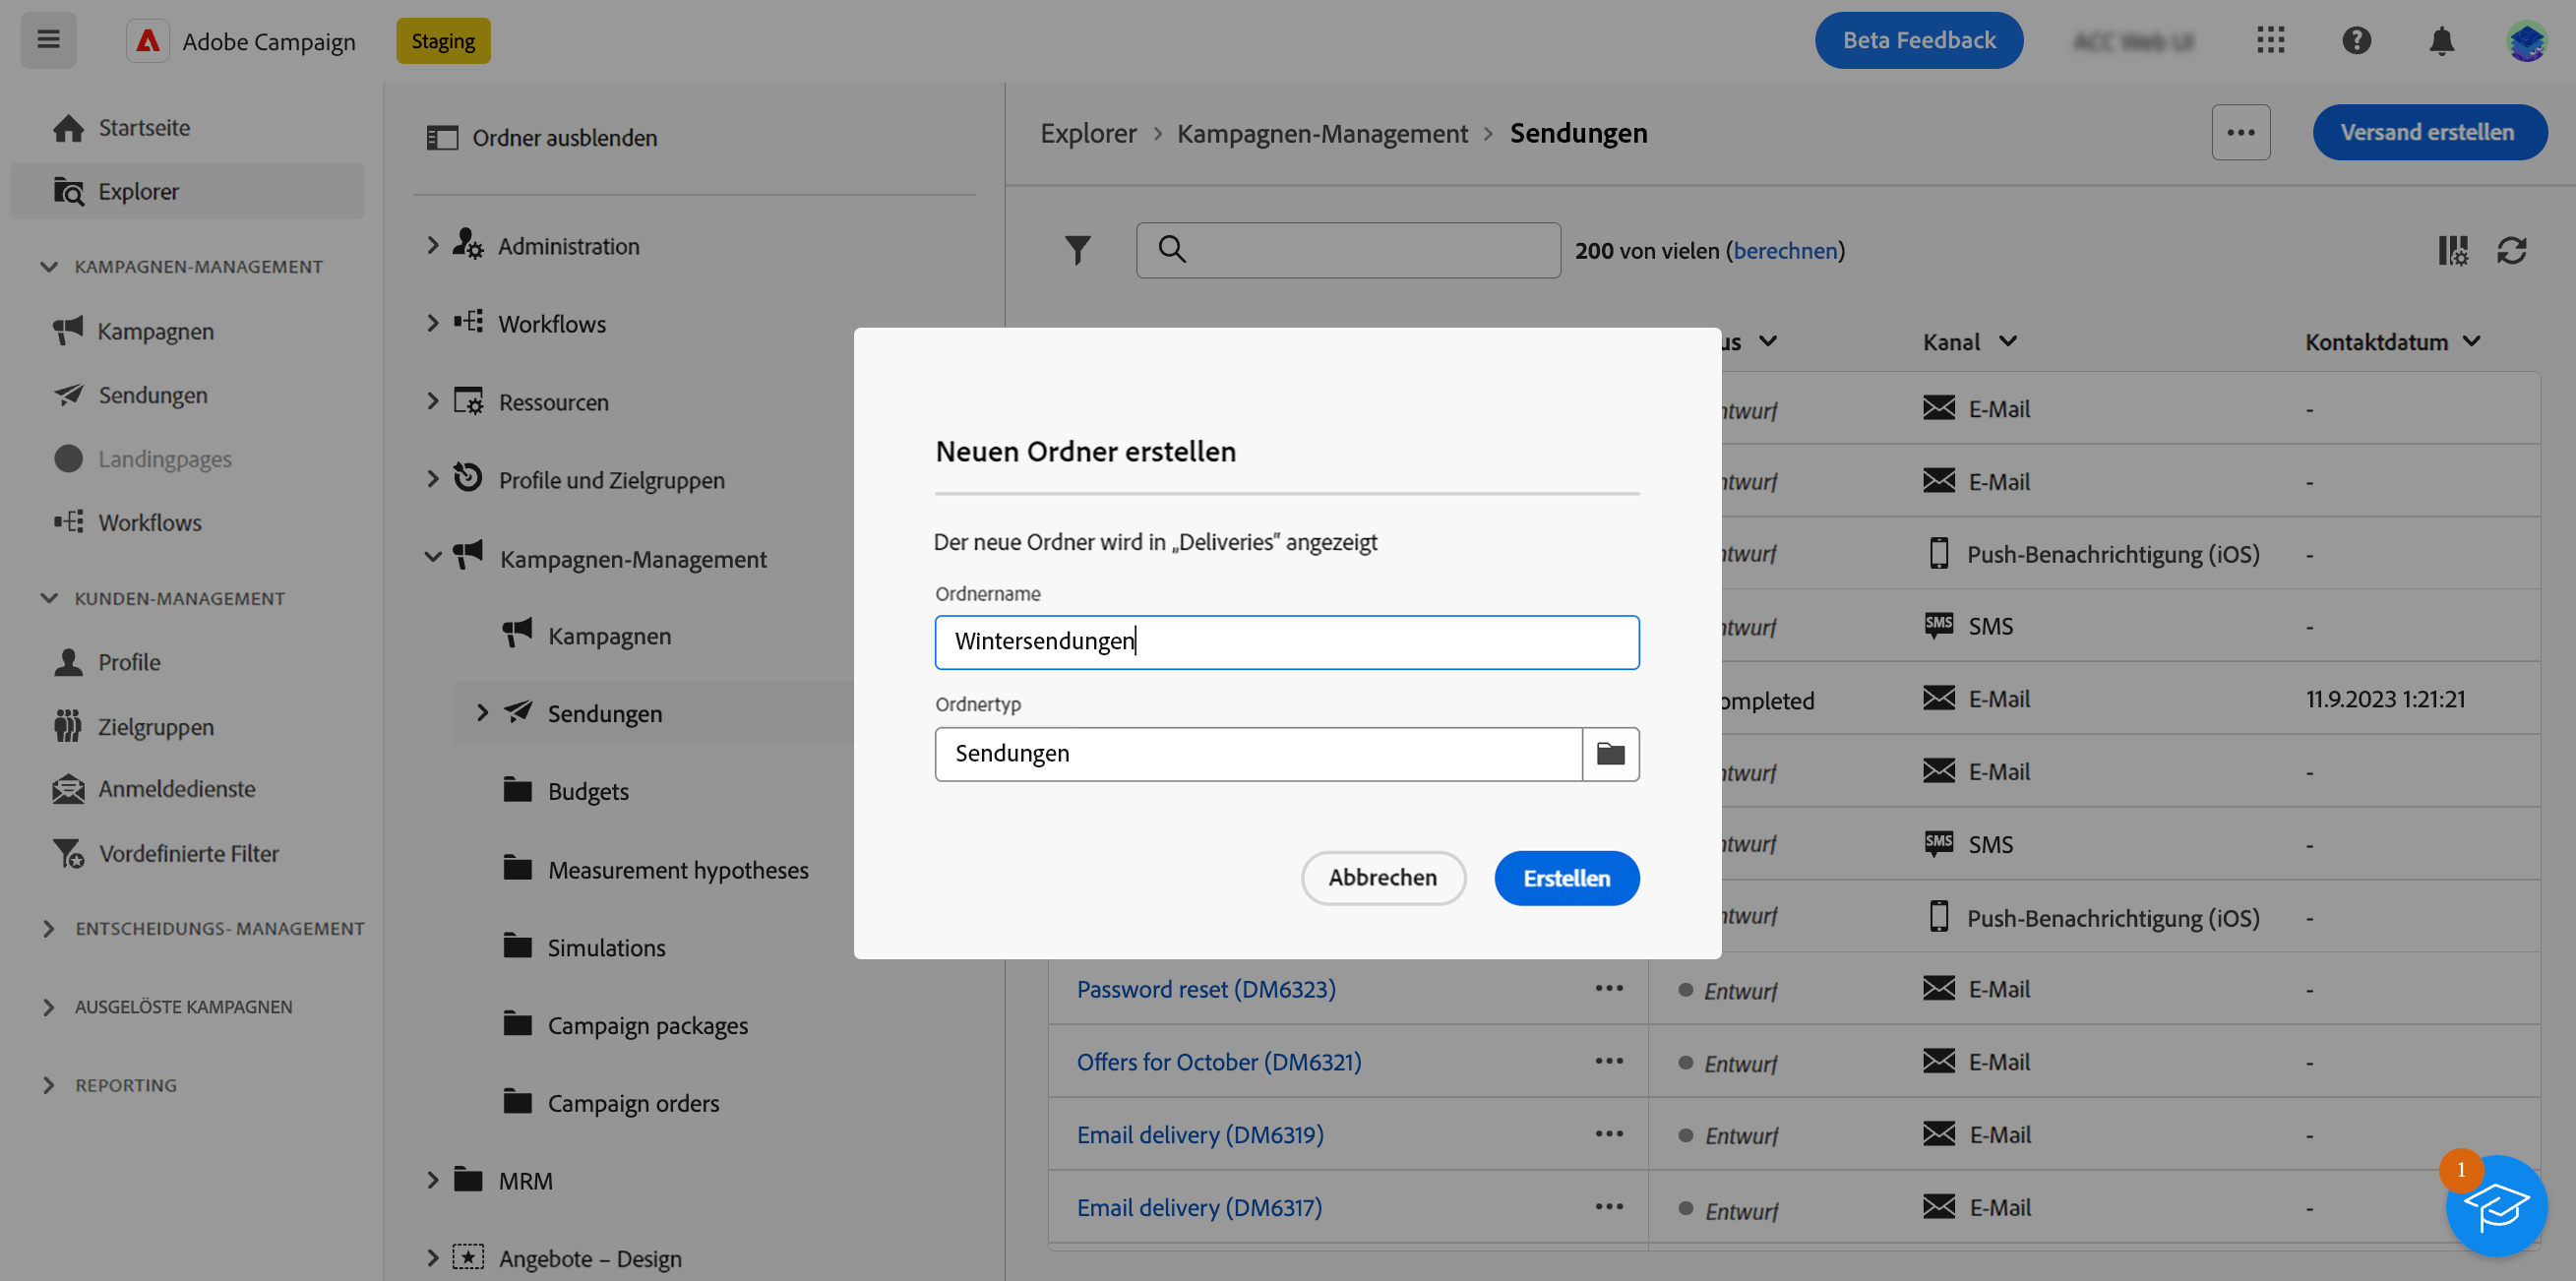 Adobe Campaign
Staging
Beta Feedback
ACC Web UI
Startseite
Explorer
KAMPAGNEN-MANAGEMENT
Kampagnen
Sendungen
Landingpages
Workflows
KUNDEN-MANAGEMENT
Profile
Zielgruppen
Anmeldedienste
Vordefinierte Filter
ENTSCHEIDUNGS- MANAGEMENT
AUSGELÖSTE KAMPAGNEN
REPORTING
Ordner ausblenden
Administration
Workflows
Ressourcen
Profile und Zielgruppen
Kampagnen-Management
Kampagnen
Sendungen
Budgets
Measurement hypotheses
Simulations
Campaign packages
Campaign orders
MRM
Angebote – Design
Explorer > Kampagnen-Management > Sendungen
Versand erstellen
200 von vielen (berechnen)
us Kanal Kontaktdatum
ntwurf E-Mail -
ntwurf E-Mail -
ntwurf Push-Benachrichtigung (iOS) -
ntwurf SMS SMS -
ompleted E-Mail 11.9.2023 1:21:21
ntwurf E-Mail -
ntwurf SMS SMS -
ntwurf Push-Benachrichtigung (iOS) -
Password reset (DM6323) Entwurf E-Mail -
Offers for October (DM6321) Entwurf E-Mail -
Email delivery (DM6319) Entwurf E-Mail -
Email delivery (DM6317) Entwurf E-Mail -
Neuen Ordner erstellen
Der neue Ordner wird in „Deliveries“ angezeigt
Ordnername
Wintersendungen
Ordnertyp
Sendungen
Abbrechen
Erstellen
1